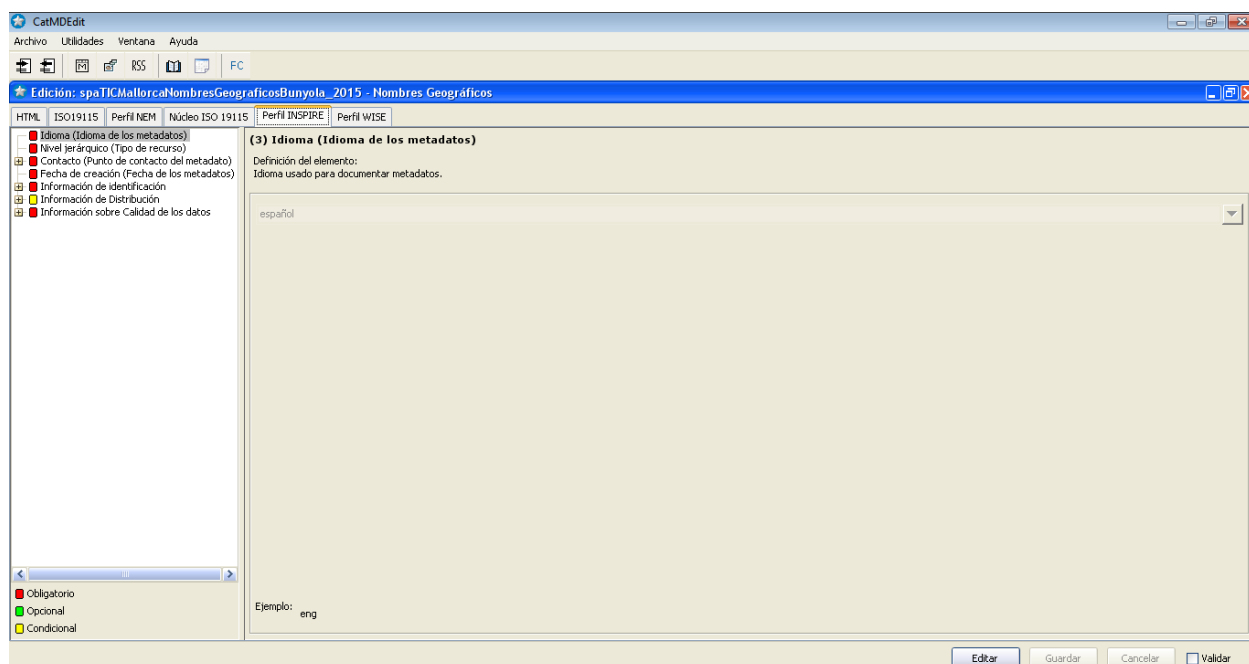 CatMDEdit
Archivo Utilidades Ventana Ayuda
RSS FC
Edición: spaTICMallorcaNombresGeograficosBunyola_2015 - Nombres Geográficos
HTML ISO19115 Perfil NEM Núcleo ISO 19115 Perfil INSPIRE Perfil WISE
Idioma (Idioma de los metadatos)
Nivel jerárquico (Tipo de recurso)
Contacto (Punto de contacto del metadato)
Fecha de creación (Fecha de los metadatos)
Información de identificación
Información de Distribución
Información sobre Calidad de los datos
(3) Idioma (Idioma de los metadatos)
Definición del elemento:
Idioma usado para documentar metadatos.
español
Obligatorio
Opcional
Condicional
Ejemplo: eng
Editar Guardar Cancelar Validar